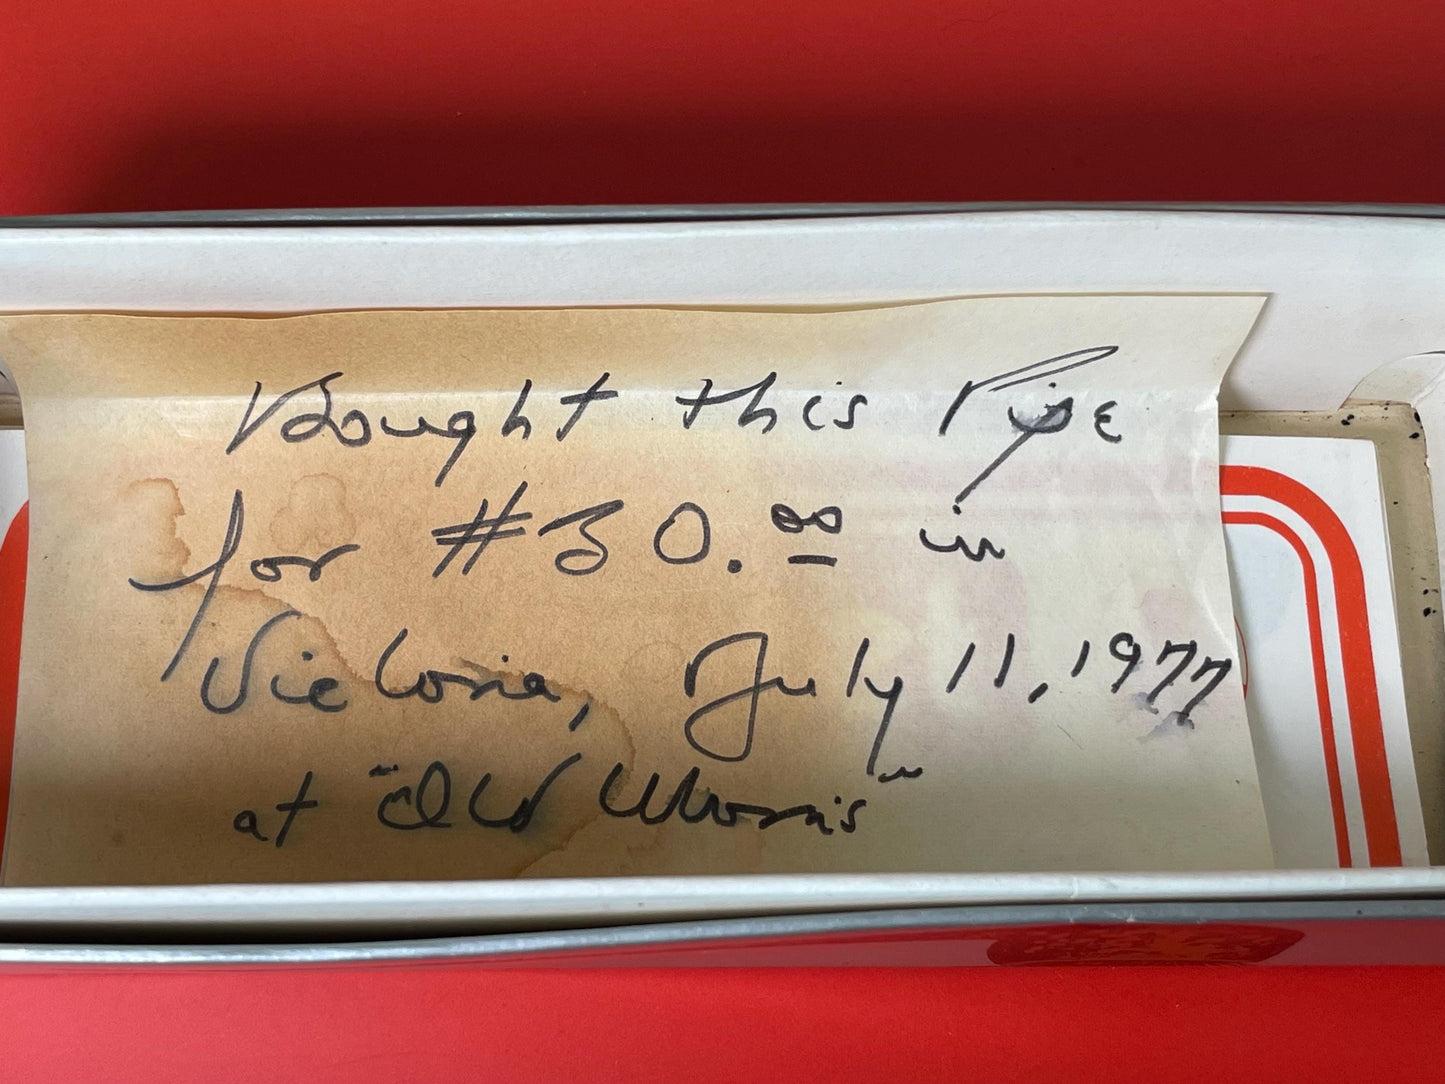 Bought this Pipe
for #30.00 in
Victoria, July 11, 1977
at "Old Morris"